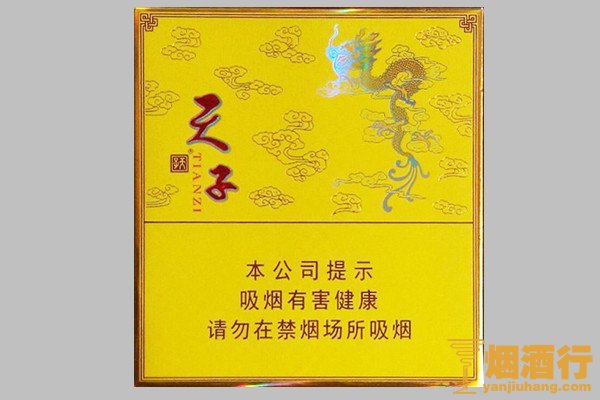 天子
TIANZI
本公司提示
吸烟有害健康
请勿在禁烟场所吸烟
烟酒行
yanjiuhang.com